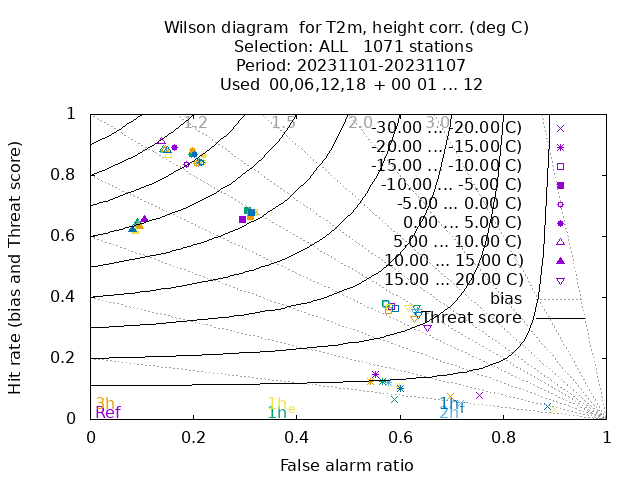 Wilson diagram  for T2m, height corr. (deg C)
Selection: ALL   1071 stations
Period: 20231101-20231107
Used  00,06,12,18  + 00 01 ... 12
1.2 1.5 2.0 3.0
-30.00 ... -20.00 C)
-20.00 ... -15.00 C)
-15.00 ... -10.00 C)
-10.00 ... -5.00 C)
-5.00 ... 0.00 C)
0.00 ... 5.00 C)
5.00 ... 10.00 C)
10.00 ... 15.00 C)
15.00 ... 20.00 C)
bias
Threat score
Hit rate (bias and Threat score)
1
0.8
0.6
0.4
0.2
0
3h 1h_e 1h_f
Ref 1h 2h
0 0.2 0.4 0.6 0.8 1
False alarm ratio